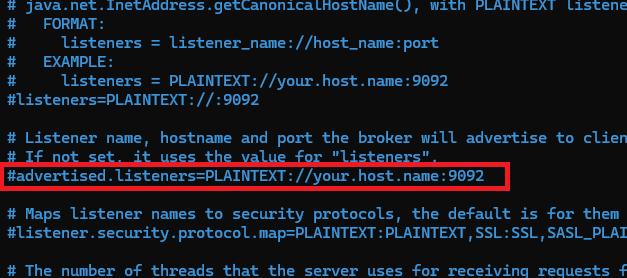 # java.net.InetAddress.getCanonicalHostName(), with PLAINTEXT listene
#   FORMAT:
#     listeners = listener_name://host_name:port
#   EXAMPLE:
#     listeners = PLAINTEXT://your.host.name:9092
#listeners=PLAINTEXT://:9092
# Listener name, hostname and port the broker will advertise to clien
# If not set, it uses the value for "listeners".
#advertised.listeners=PLAINTEXT://your.host.name:9092
# Maps listener names to security protocols, the default is for them
#listener.security.protocol.map=PLAINTEXT:PLAINTEXT,SSL:SSL,SASL_PLAI
# The number of threads that the server uses for receiving requests f